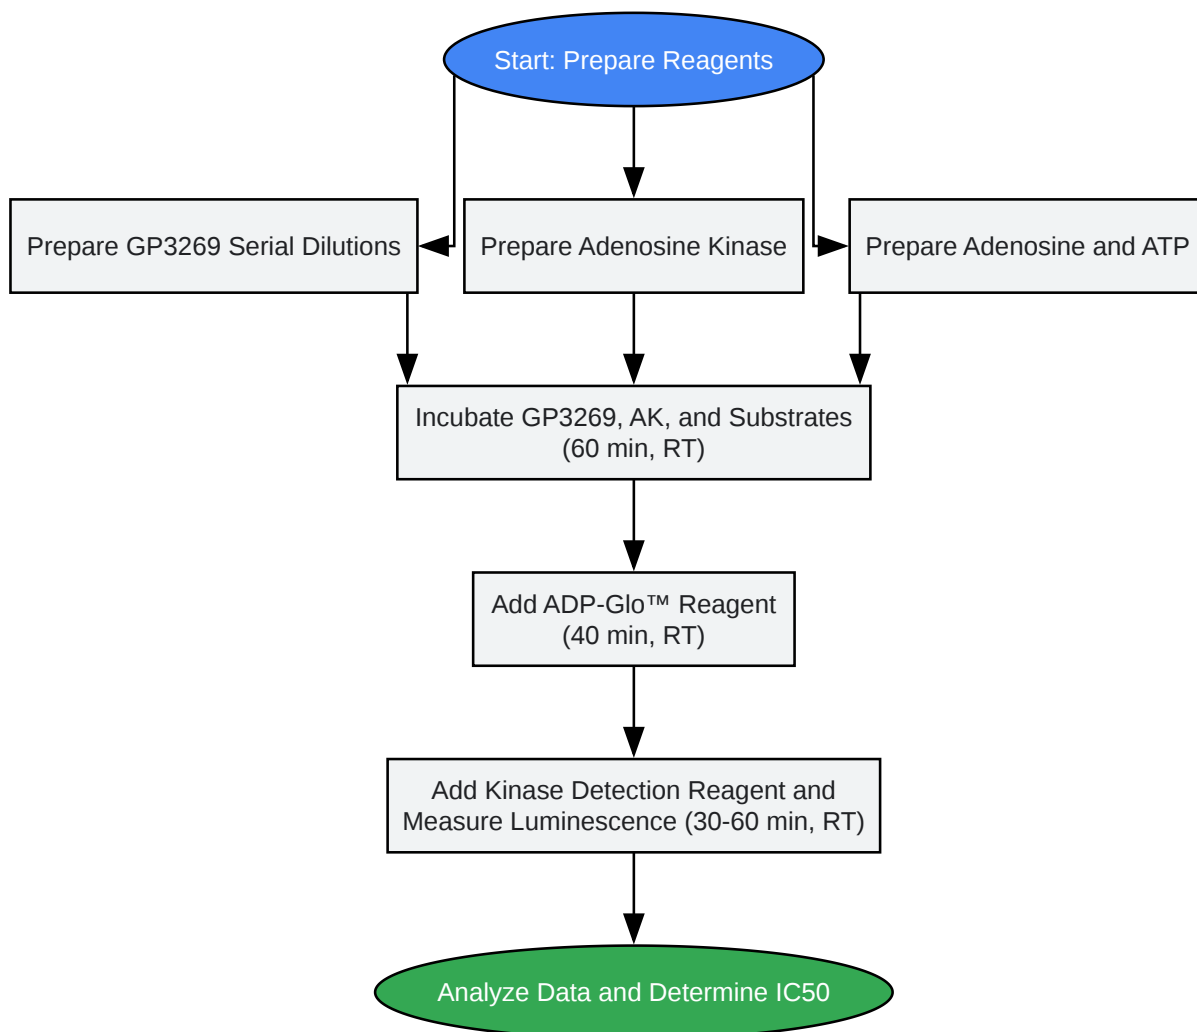 Start: Prepare Reagents
Prepare GP3269 Serial Dilutions
Prepare Adenosine Kinase
Prepare Adenosine and ATP
Incubate GP3269, AK, and Substrates
(60 min, RT)
Add ADP-Glo™ Reagent
(40 min, RT)
Add Kinase Detection Reagent and
Measure Luminescence (30-60 min, RT)
Analyze Data and Determine IC50